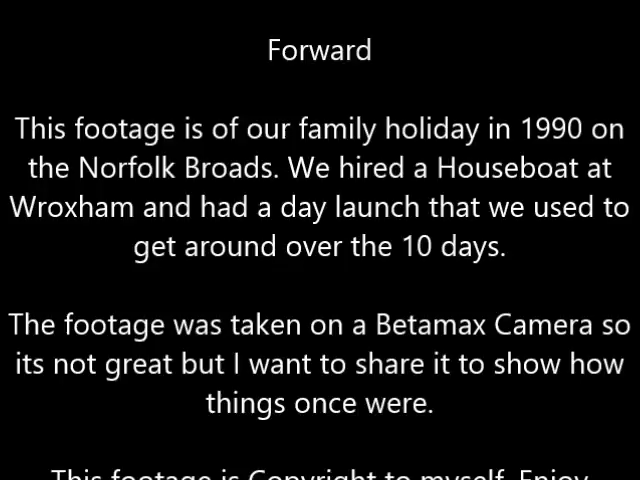 Forward
This footage is of our family holiday in 1990 on
the Norfolk Broads. We hired a Houseboat at
Wroxham and had a day launch that we used to
get around over the 10 days.
The footage was taken on a Betamax Camera so
its not great but I want to share it to show how
things once were.
This footage is Copyright to myself. Enjoy